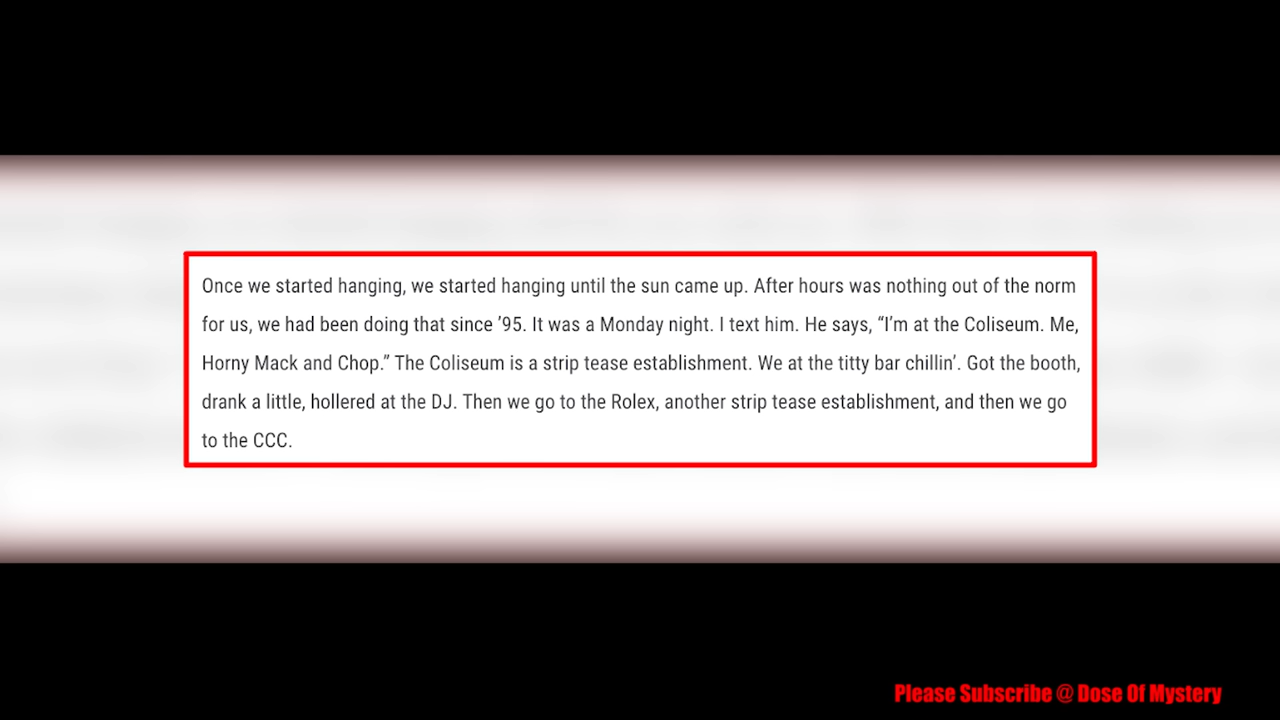 Once we started hanging, we started hanging until the sun came up. After hours was nothing out of the norm
for us, we had been doing that since ’95. It was a Monday night. I text him. He says, “I’m at the Coliseum. Me,
Horny Mack and Chop.” The Coliseum is a strip tease establishment. We at the titty bar chillin’. Got the booth,
drank a little, hollered at the DJ. Then we go to the Rolex, another strip tease establishment, and then we go
to the CCC.
Please Subscribe @ Dose Of Mystery